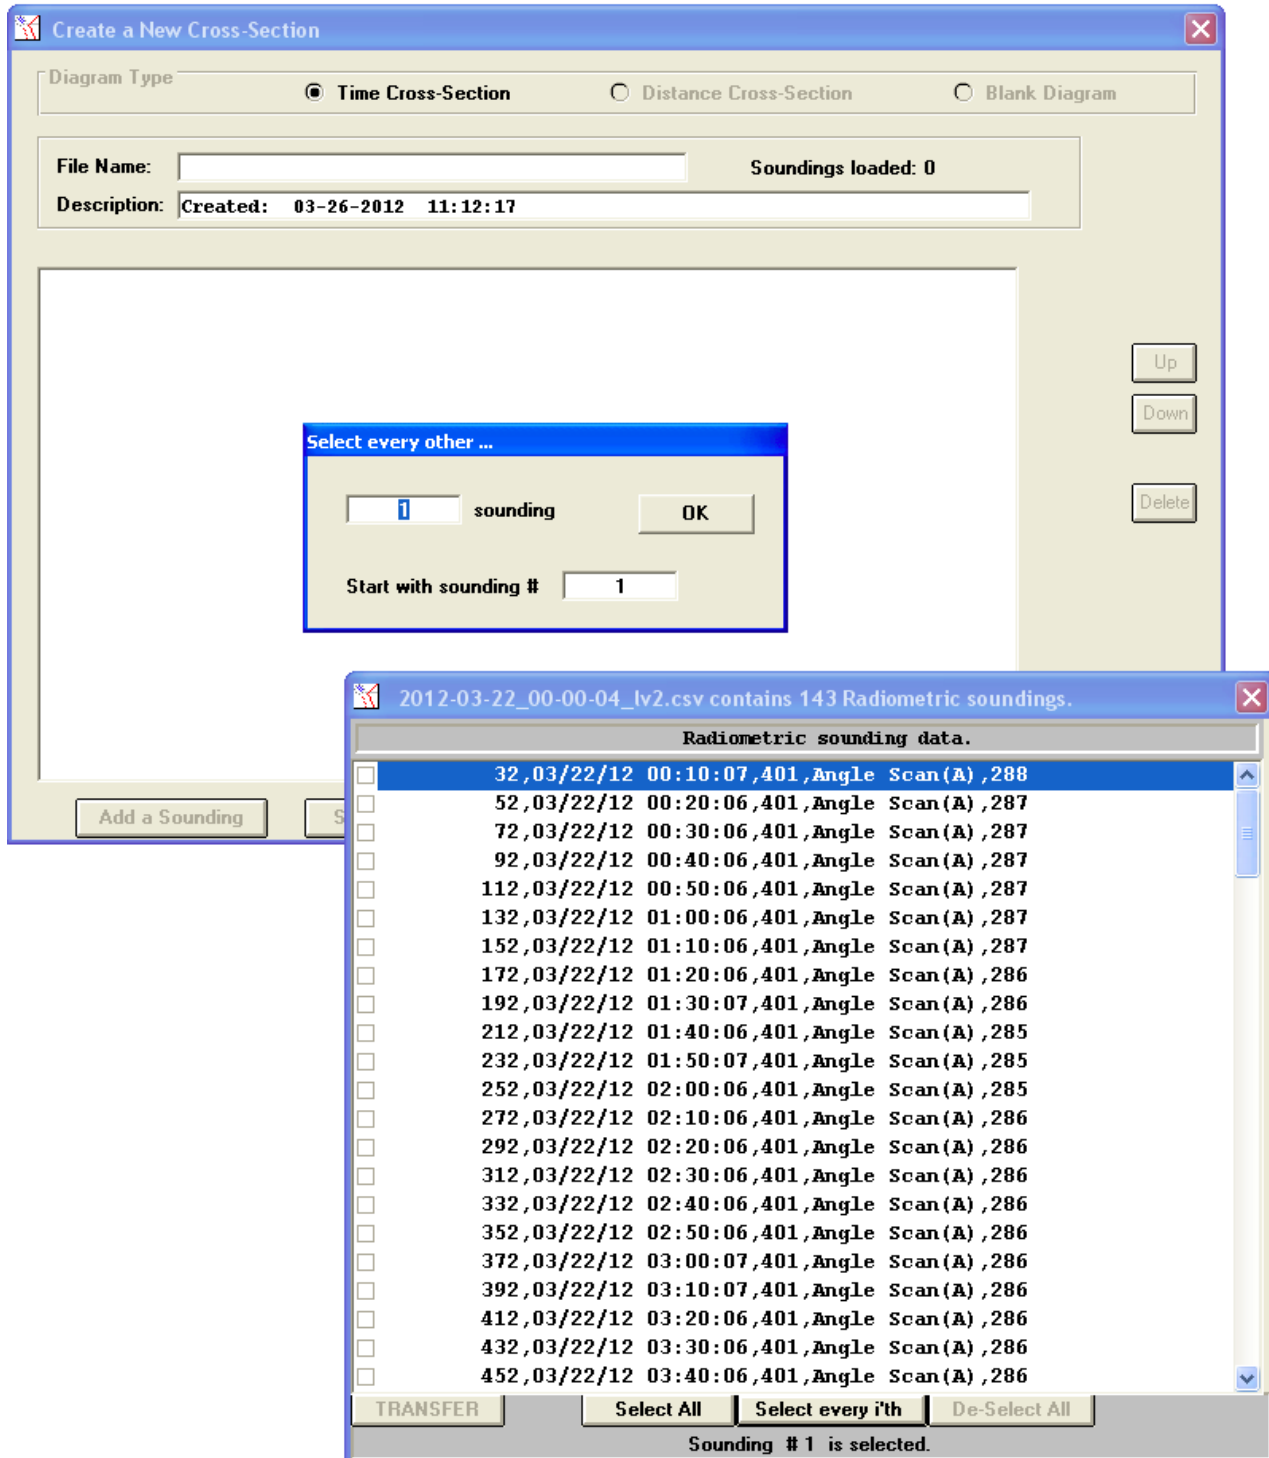 Create a New Cross-Section
Diagram Type
Time Cross-Section Distance Cross-Section Blank Diagram
File Name: Soundings loaded: 0
Description: Created: 03-26-2012 11:12:17
Up
Down
Delete
Select every other ...
1 sounding OK
Start with sounding # 1
Add a Sounding S
2012-03-22_00-00-04_lv2.csv contains 143 Radiometric soundings.
Radiometric sounding data.
32,03/22/12 00:10:07,401,Angle Scan(A),288
52,03/22/12 00:20:06,401,Angle Scan(A),287
72,03/22/12 00:30:06,401,Angle Scan(A),287
92,03/22/12 00:40:06,401,Angle Scan(A),287
112,03/22/12 00:50:06,401,Angle Scan(A),287
132,03/22/12 01:00:06,401,Angle Scan(A),287
152,03/22/12 01:10:06,401,Angle Scan(A),287
172,03/22/12 01:20:06,401,Angle Scan(A),286
192,03/22/12 01:30:07,401,Angle Scan(A),286
212,03/22/12 01:40:06,401,Angle Scan(A),285
232,03/22/12 01:50:07,401,Angle Scan(A),285
252,03/22/12 02:00:06,401,Angle Scan(A),285
272,03/22/12 02:10:06,401,Angle Scan(A),286
292,03/22/12 02:20:06,401,Angle Scan(A),286
312,03/22/12 02:30:06,401,Angle Scan(A),286
332,03/22/12 02:40:06,401,Angle Scan(A),286
352,03/22/12 02:50:06,401,Angle Scan(A),286
372,03/22/12 03:00:07,401,Angle Scan(A),286
392,03/22/12 03:10:07,401,Angle Scan(A),286
412,03/22/12 03:20:06,401,Angle Scan(A),286
432,03/22/12 03:30:06,401,Angle Scan(A),286
452,03/22/12 03:40:06,401,Angle Scan(A),286
TRANSFER Select All Select every i'th De-Select All
Sounding # 1 is selected.